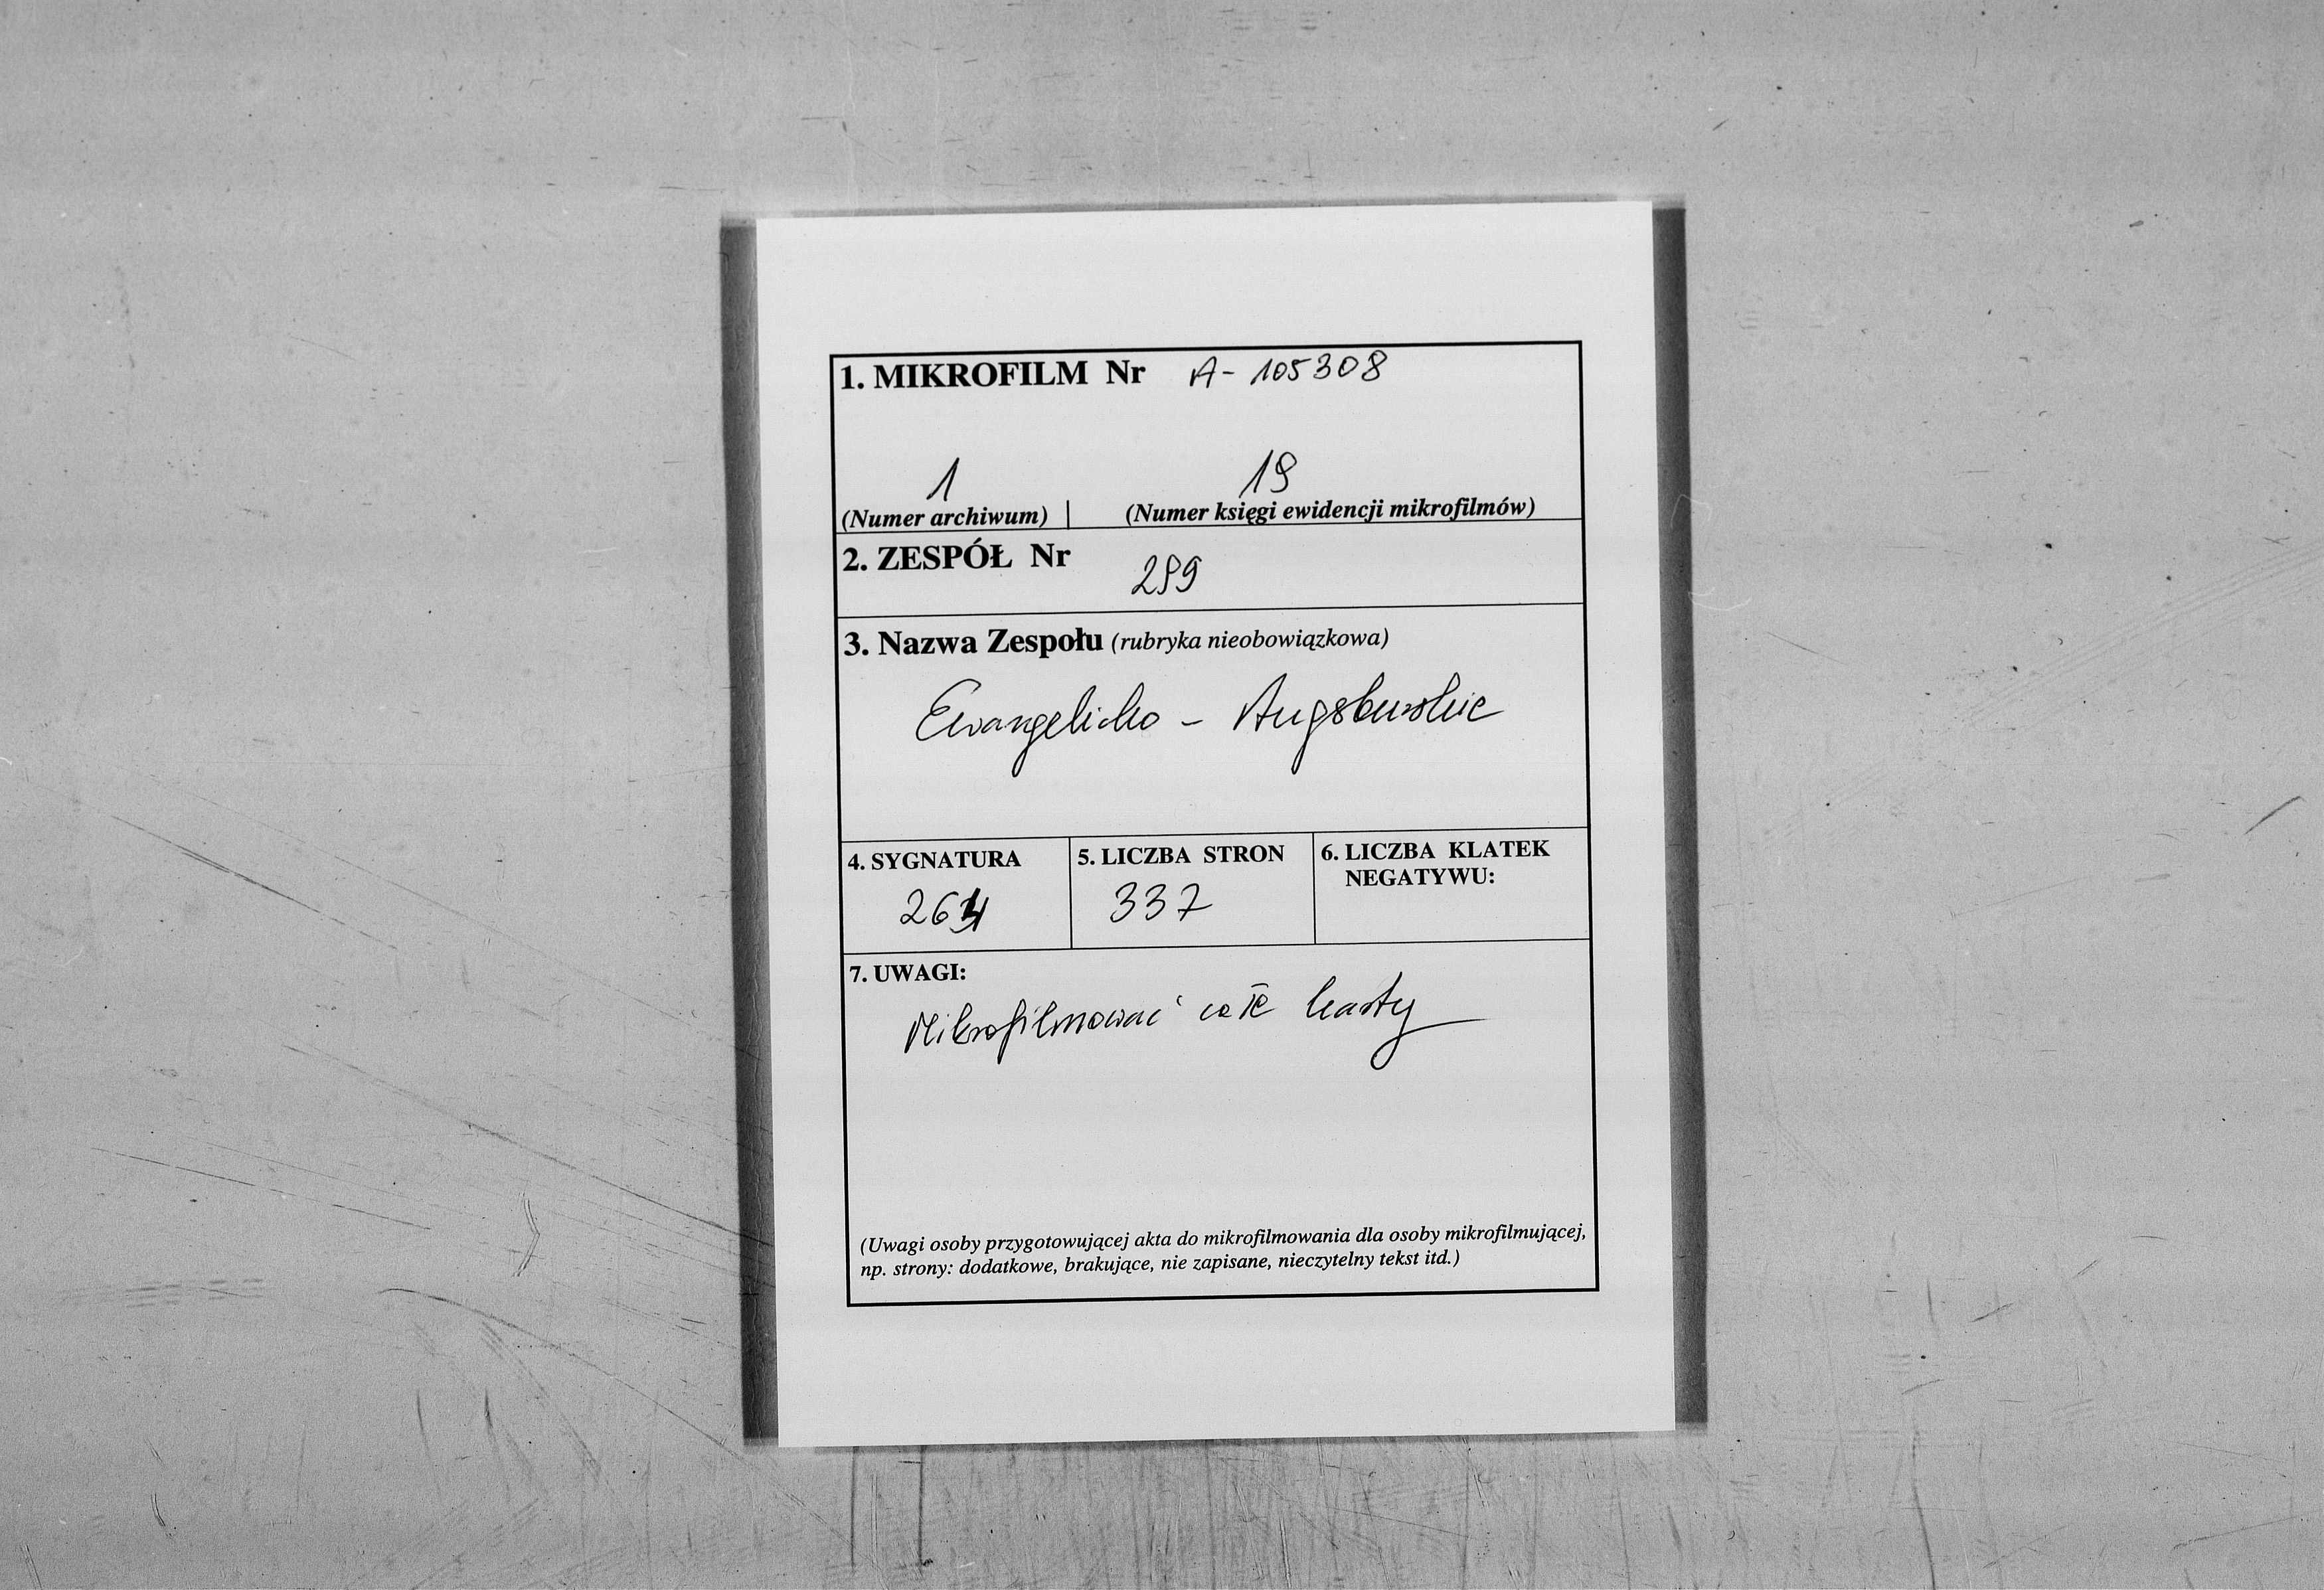 1. MIKROFILM Nr A-105308
1 19
(Numer archiwum) | (Numer księgi ewidencji mikrofilmów)
2. ZESPÓŁ Nr
3. Nazwa Zespołu (rubryka nieobowiązkowa)
Ewangelicko - Augsburskie
4. SYGNATURA 5. LICZBA STRON 6. LICZBA KLATEK
NEGATYWU:
337
7. UWAGI:
Mikrofilmować całe karty
(Uwagi osoby przygotowującej akta do mikrofilmowania dla osoby mikrofilmującej,
np. strony: dodatkowe, brakujące, nie zapisane, nieczytelny tekst itd.)